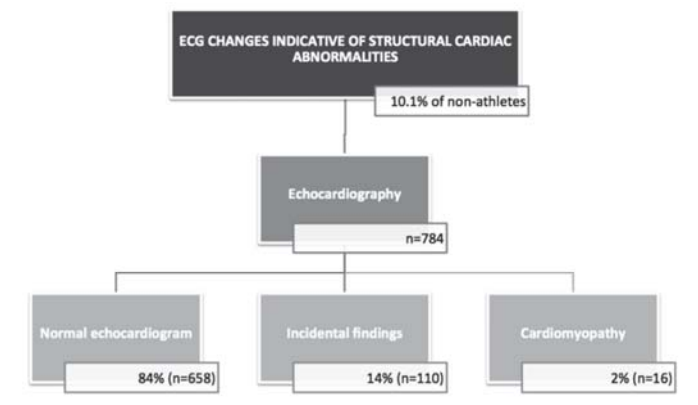 ECG CHANGES INDICATIVE OF STRUCTURAL CARDIAC
ABNORMALITIES
10.1% of non-athletes
Echocardiography
n=784
Normal echocardiogram
84% (n=658)
Incidental findings
14% (n=110)
Cardiomyopathy
2% (n=16)